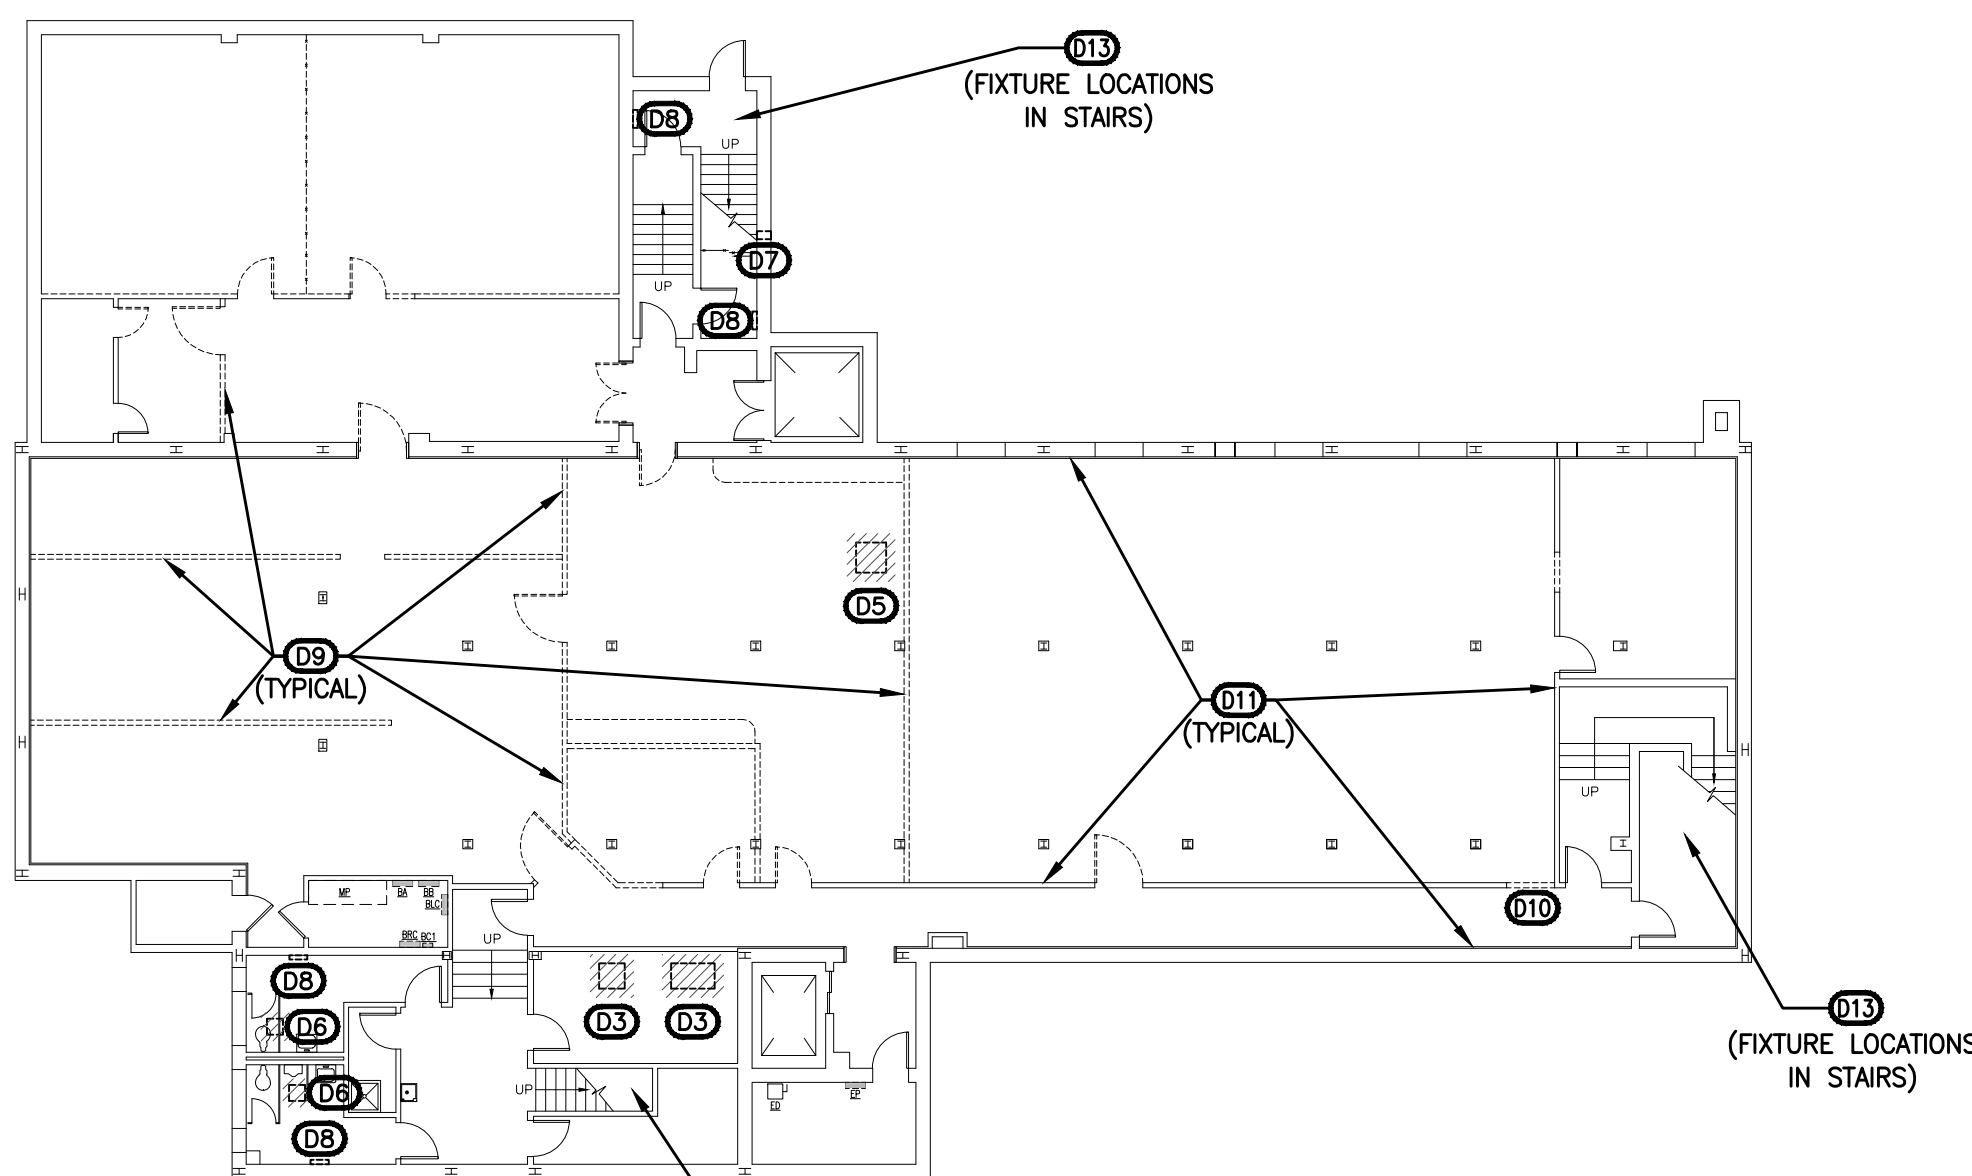 D13
(FIXTURE LOCATIONS
IN STAIRS)
D8
UP
D7
UP
D8
D5
D9
(TYPICAL)
D11
(TYPICAL)
UP
MP
BA
BB
BLC
BRC
BC1
UP
D10
D8
D6
D3
D3
D13
(FIXTURE LOCATIONS
IN STAIRS)
UP
D6
ED
EP
D8